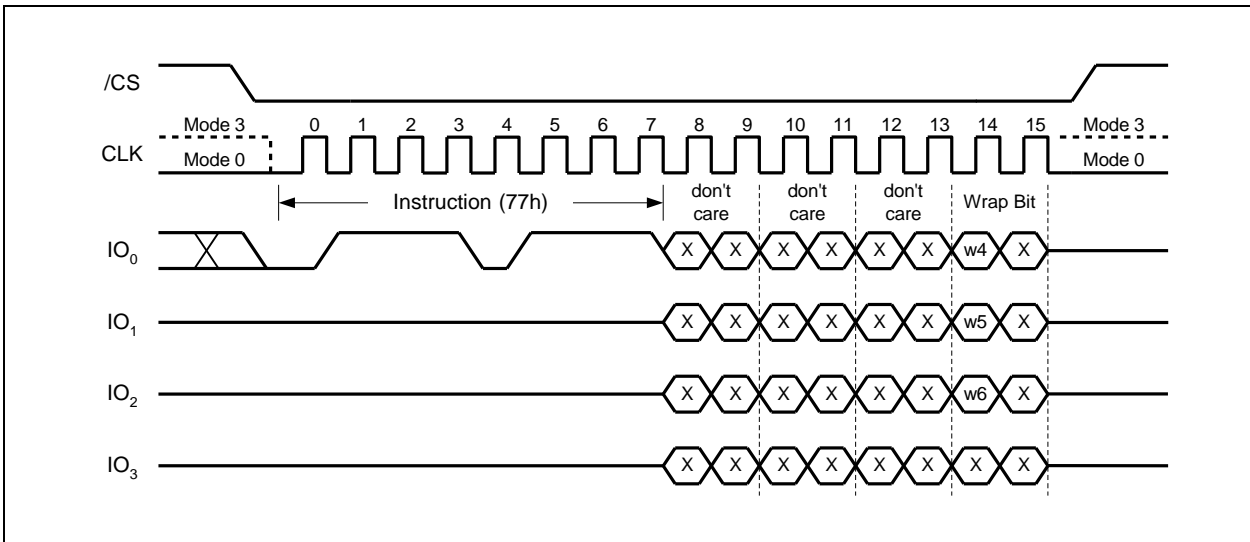 /CS
Mode 3 0 1 2 3 4 5 6 7 8 9 10 11 12 13 14 15 Mode 3
CLK
Mode 0 Mode 0
Instruction (77h) don't care don't care don't care Wrap Bit
IO0 X X X X X X w4 X
IO1 X X X X X X w5 X
IO2 X X X X X X w6 X
IO3 X X X X X X X X